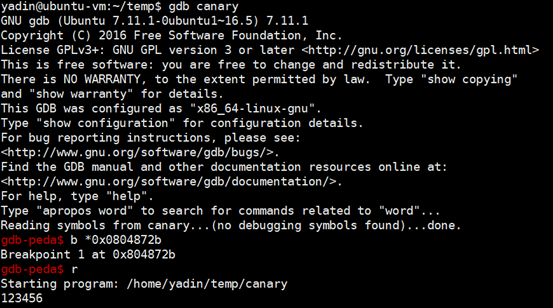 yadin@ubuntu-vm:~/temp$ gdb canary
GNU gdb (Ubuntu 7.11.1-0ubuntu1~16.5) 7.11.1
Copyright (C) 2016 Free Software Foundation, Inc.
License GPLv3+: GNU GPL version 3 or later <http://gnu.org/licenses/gpl.html>
This is free software: you are free to change and redistribute it.
There is NO WARRANTY, to the extent permitted by law.  Type "show copying"
and "show warranty" for details.
This GDB was configured as "x86_64-linux-gnu".
Type "show configuration" for configuration details.
For bug reporting instructions, please see:
<http://www.gnu.org/software/gdb/bugs/>.
Find the GDB manual and other documentation resources online at:
<http://www.gnu.org/software/gdb/documentation/>.
For help, type "help".
Type "apropos word" to search for commands related to "word"...
Reading symbols from canary...(no debugging symbols found)...done.
gdb-peda$ b *0x0804872b
Breakpoint 1 at 0x804872b
gdb-peda$ r
Starting program: /home/yadin/temp/canary
123456